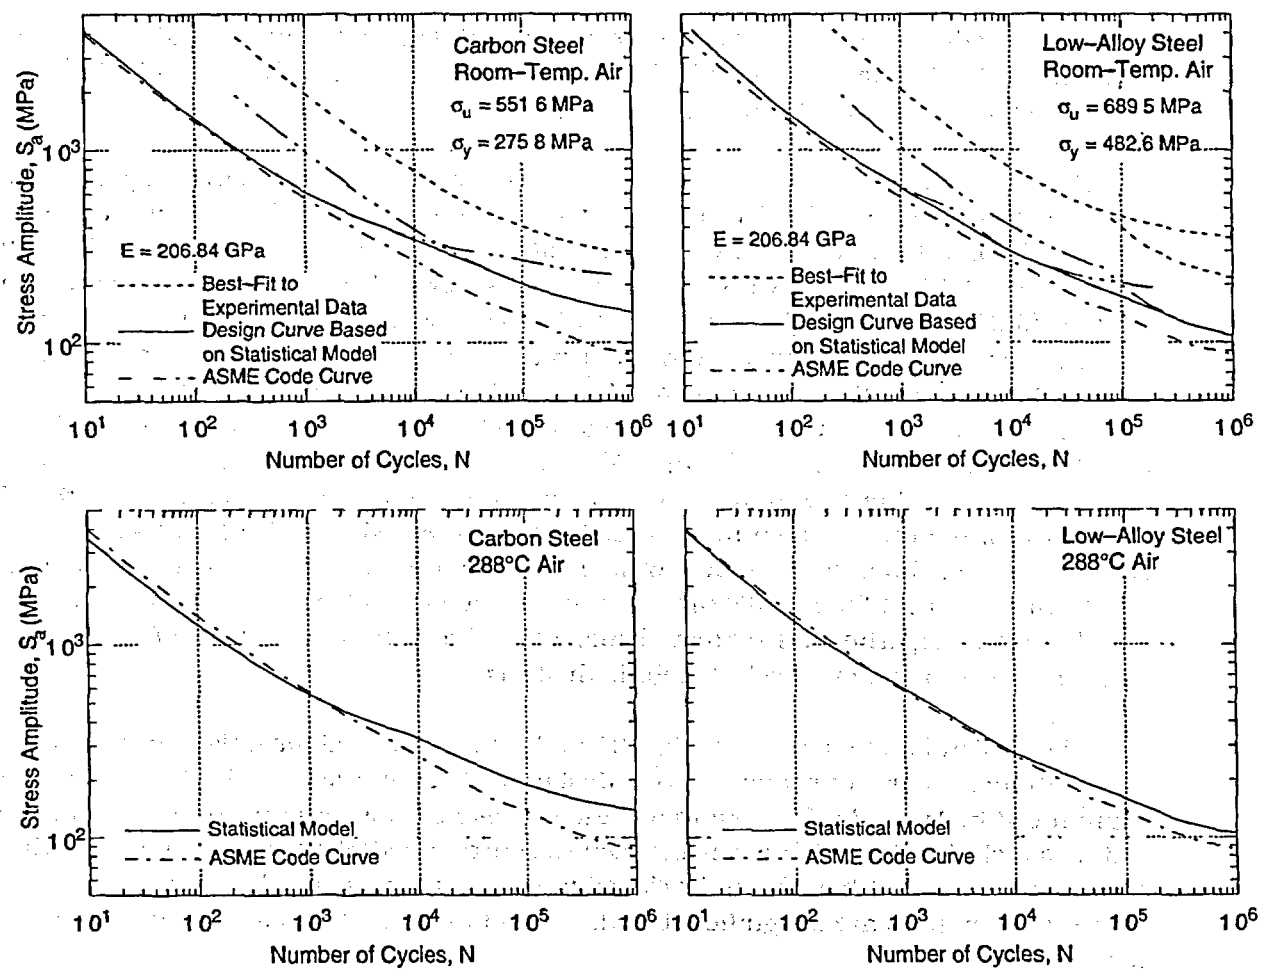 Stress Amplitude, Sa (MPa)
10^3
10^2
Carbon Steel
Room–Temp. Air
σu = 551 6 MPa
σy = 275 8 MPa
E = 206.84 GPa
Best–Fit to
Experimental Data
Design Curve Based
on Statistical Model
ASME Code Curve
10^1 10^2 10^3 10^4 10^5 10^6
Number of Cycles, N
Low–Alloy Steel
Room–Temp. Air
σu = 689 5 MPa
σy = 482.6 MPa
10^3
E = 206.84 GPa
Best–Fit to
Experimental Data
Design Curve Based
on Statistical Model
ASME Code Curve
10^2
10^1 10^2 10^3 10^4 10^5 10^6
Number of Cycles, N
Stress Amplitude, Sa (MPa)
10^3
10^2
Carbon Steel
288°C Air
Statistical Model
ASME Code Curve
10^1 10^2 10^3 10^4 10^5 10^6
Number of Cycles, N
Low–Alloy Steel
288°C Air
10^3
10^2
Statistical Model
ASME Code Curve
10^1 10^2 10^3 10^4 10^5 10^6
Number of Cycles, N